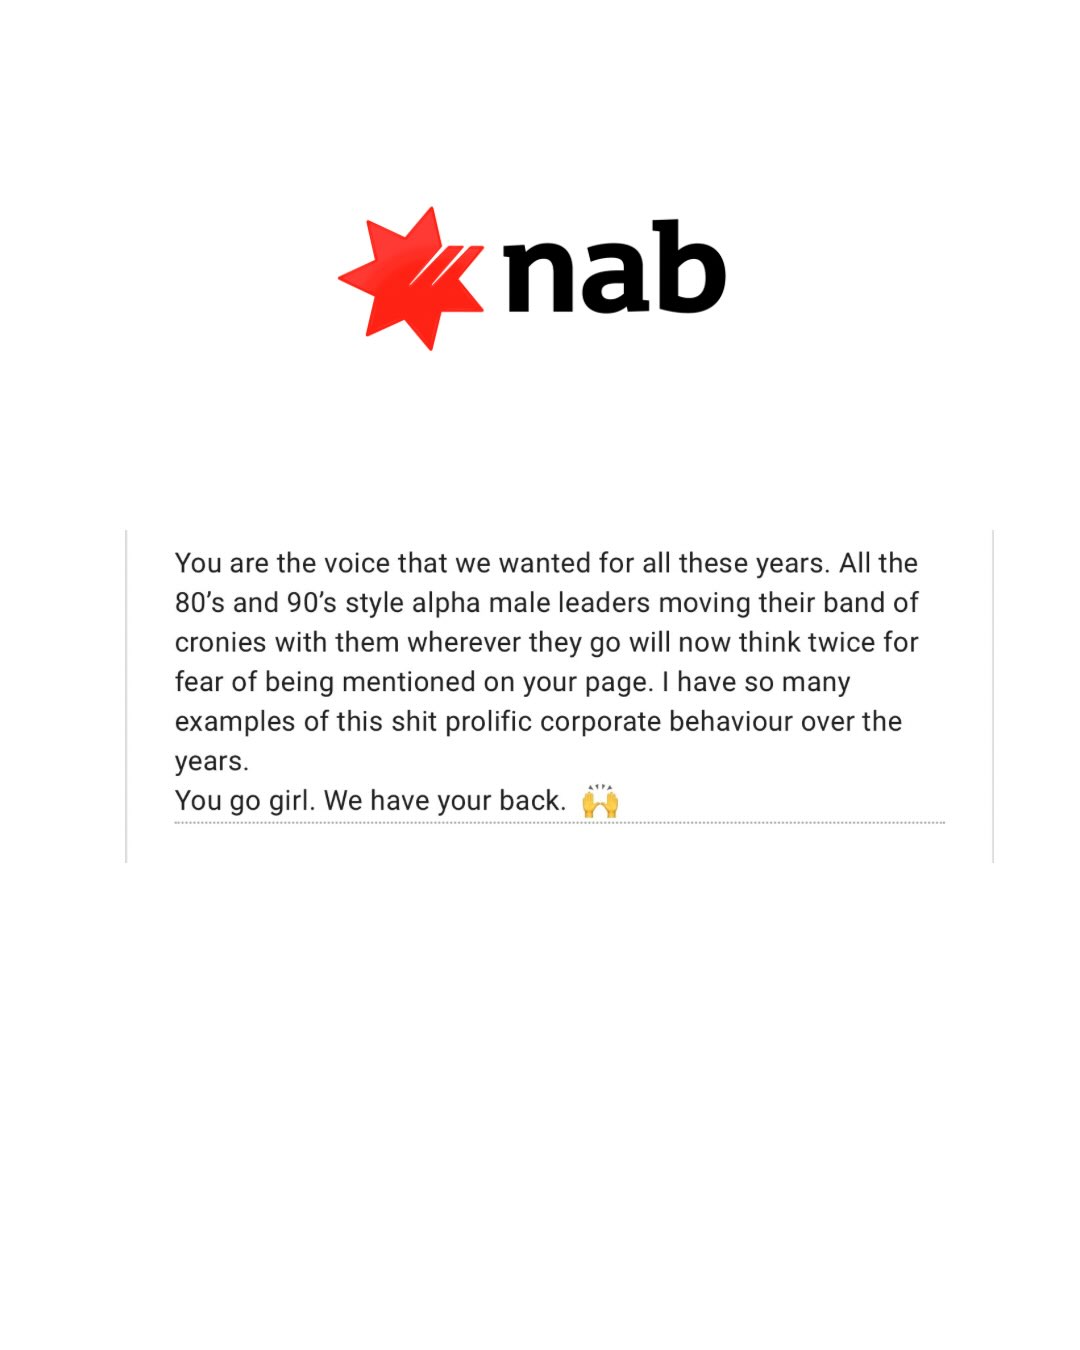 nab
You are the voice that we wanted for all these years. All the
80’s and 90’s style alpha male leaders moving their band of
cronies with them wherever they go will now think twice for
fear of being mentioned on your page. I have so many
examples of this shit prolific corporate behaviour over the
years.
You go girl. We have your back. 🙌